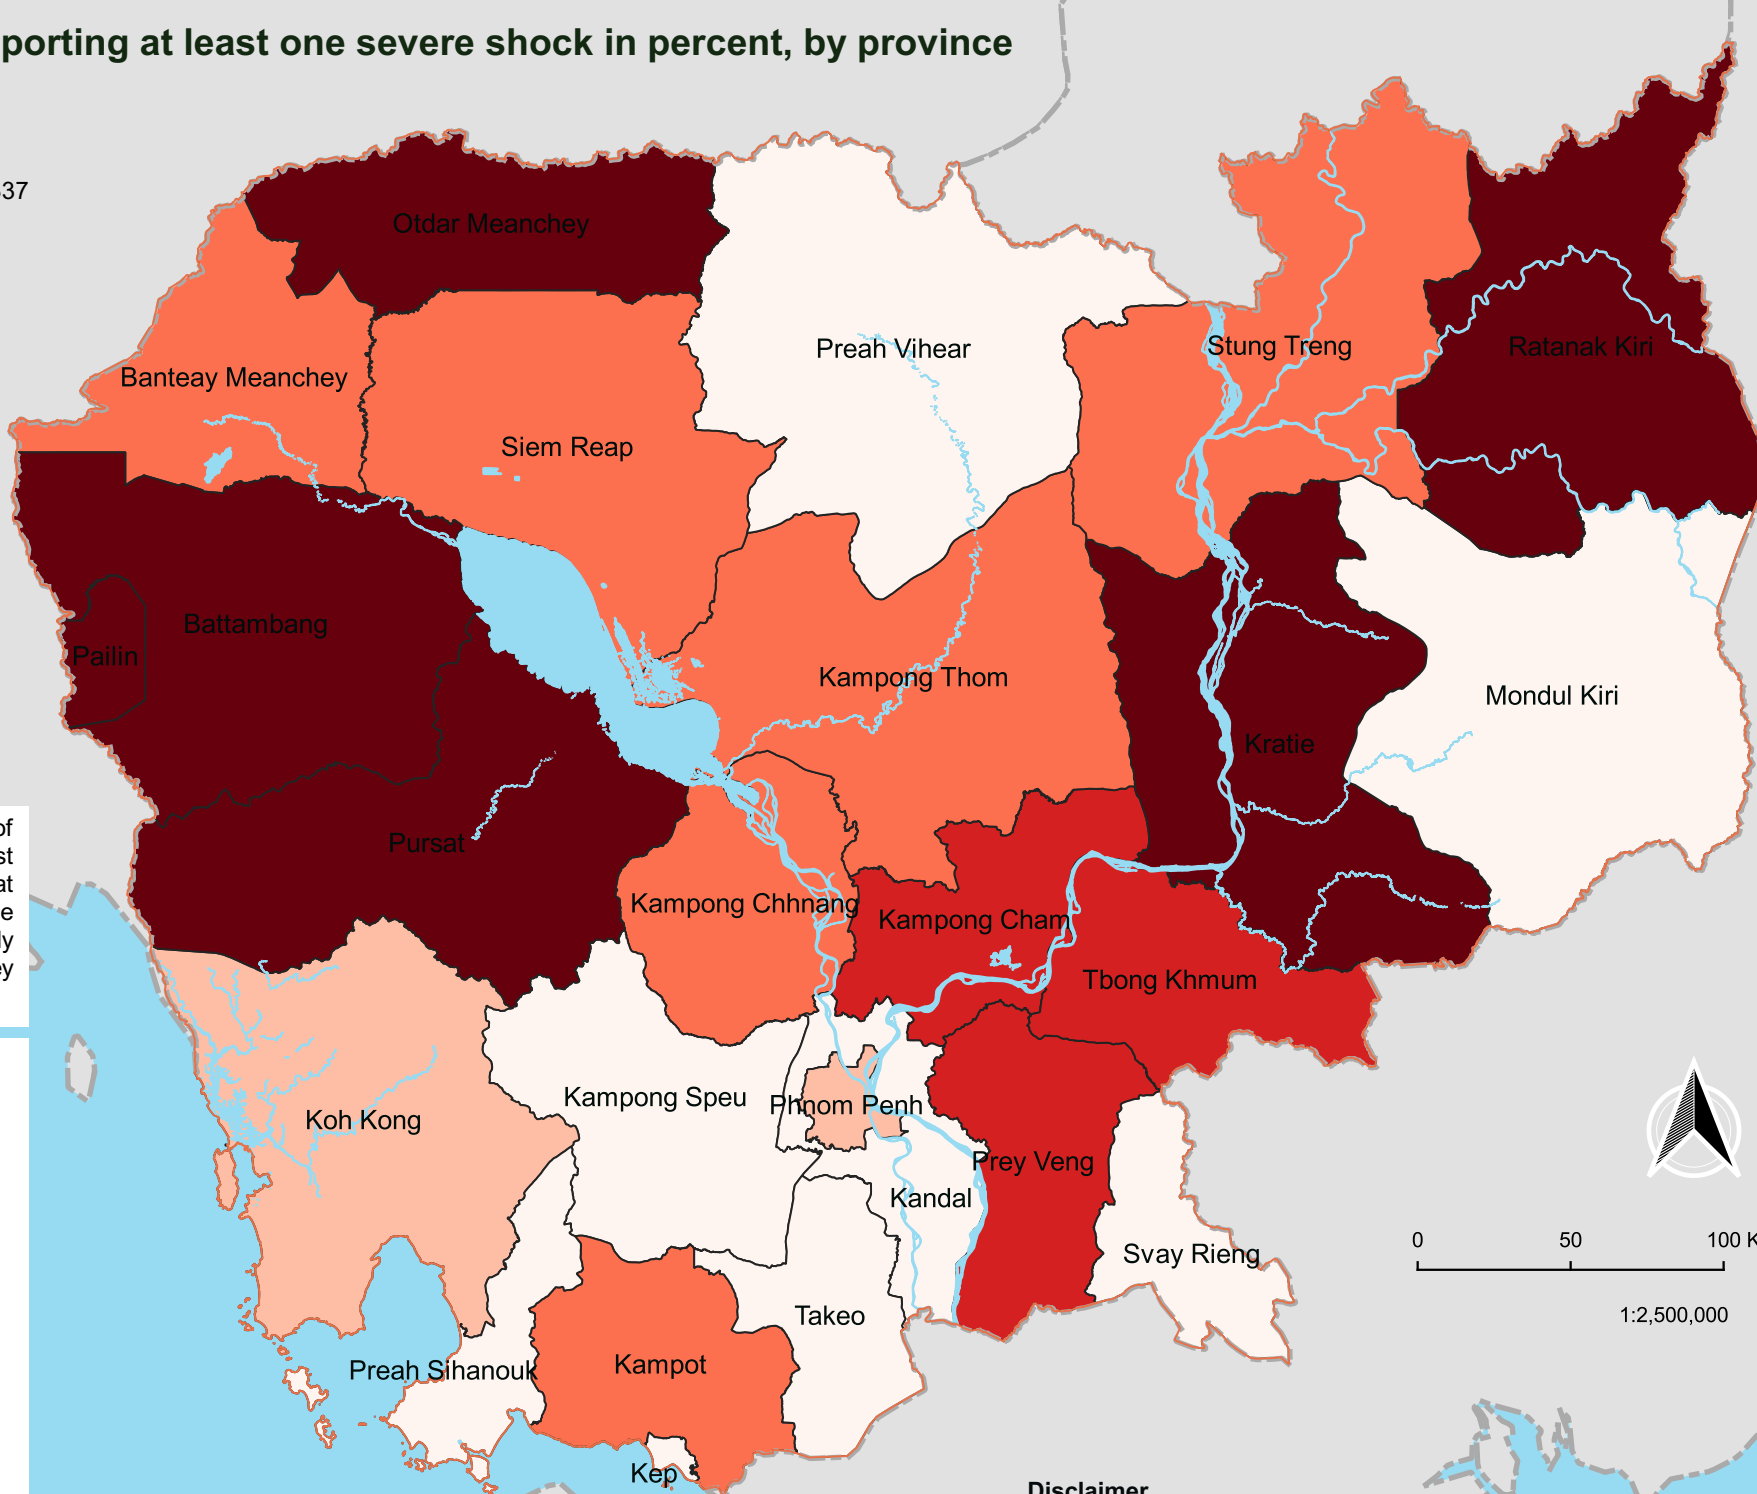 porting at least one severe shock in percent, by province
37
Otdar Meanchey
Preah Vihear
Stung Treng
Ratanak Kiri
Banteay Meanchey
Siem Reap
Battambang
Pailin
Kampong Thom
Mondul Kiri
Kratie
Pursat
of
st
at
e
ly
ey
Kampong Chhnang
Kampong Cham
Tbong Khmum
Koh Kong
Kampong Speu
Phnom Penh
Prey Veng
Kandal
Svay Rieng
0 50 100 K
1:2,500,000
Takeo
Preah Sihanouk
Kampot
Kep
Disclaimer